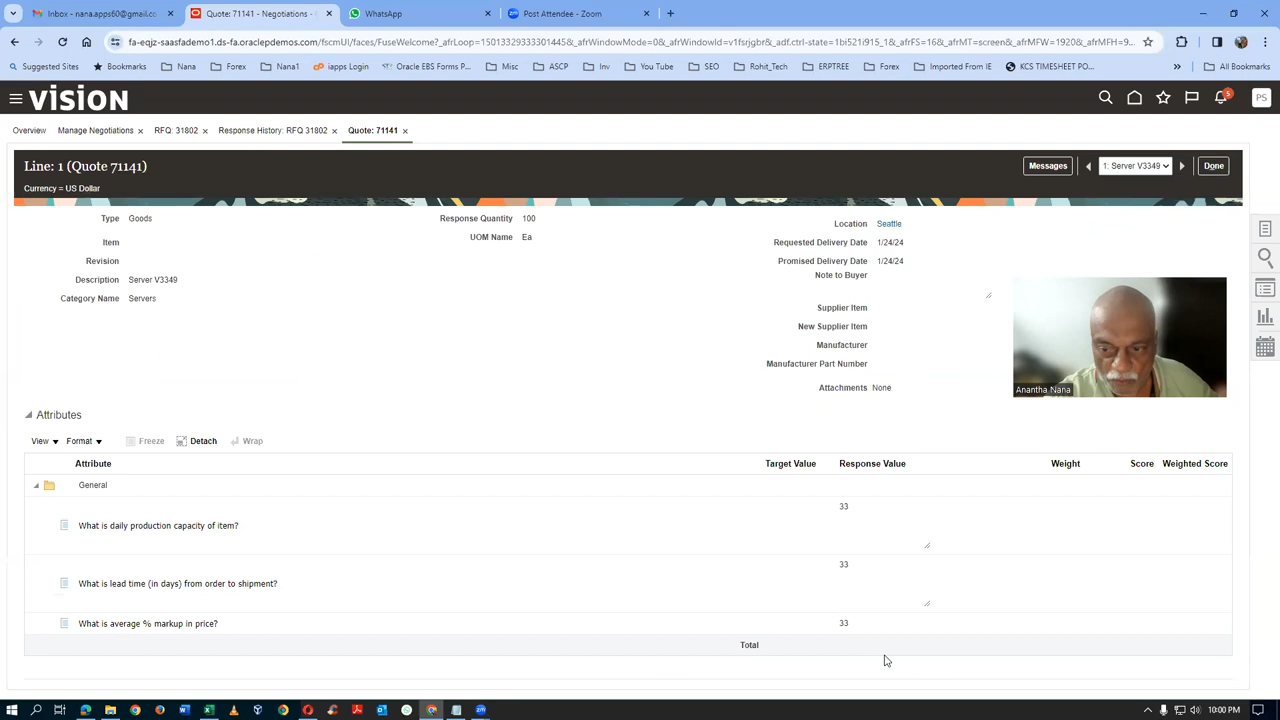 Inbox - nana.apps60@gmail.co
Quote: 71141 - Negotiations -
WhatsApp
Post Attendee - Zoom
fa-eqjz-saasfademo1.ds-fa.oraclepdemos.com/fscmUI/faces/FuseWelcome?_afrLoop=15013329333301445&_afrWindowMode=0&_afrWindowId=v1fsrjgbr&_adf.ctrl-state=1bi521i915_1&_afrFS=16&_afrMT=screen&_afrMFW=1920&_afrMFH=9...
Suggested Sites
Bookmarks
Nana
Forex
Nana1
iapps Login
Oracle EBS Forms P...
Misc
ASCP
Inv
You Tube
SEO
Rohit_Tech
ERPTREE
Forex
Imported From IE
KCS TIMESHEET PO...
»
All Bookmarks
VISION
5
PS
Overview
Manage Negotiations
RFQ: 31802
Response History: RFQ 31802
Quote: 71141
Line: 1 (Quote 71141)
Messages
1: Server V3349
Done
Currency = US Dollar
Type Goods
Response Quantity 100
Location Seattle
Item
UOM Name Ea
Requested Delivery Date 1/24/24
Revision
Promised Delivery Date 1/24/24
Note to Buyer
Description Server V3349
Category Name Servers
Supplier Item
New Supplier Item
Manufacturer
Manufacturer Part Number
Attachments None
Anantha Nana
Attributes
View
Format
Freeze
Detach
Wrap
Attribute Target Value Response Value Weight Score Weighted Score
General
What is daily production capacity of item? 33
What is lead time (in days) from order to shipment? 33
What is average % markup in price? 33
Total
10:00 PM